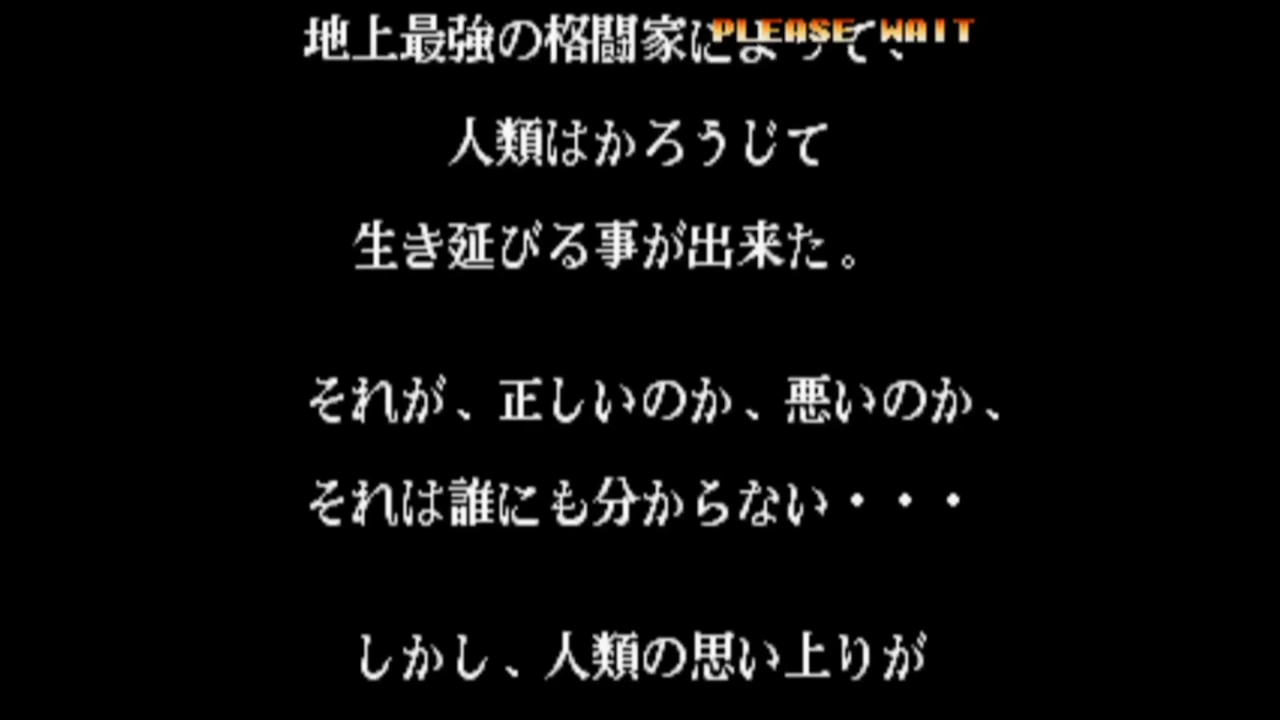 PLEASE WAIT
地上最強の格闘家によって、
人類はかろうじて
生き延びる事が出来た。
それが、正しいのか、悪いのか、
それは誰にも分からない・・・
しかし、人類の思い上りが